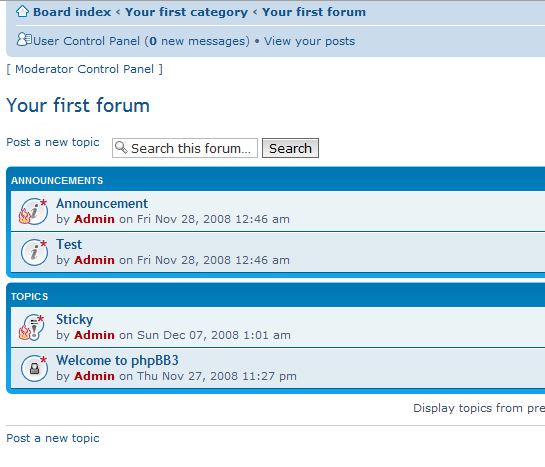 Board index ‹ Your first category ‹ Your first forum
User Control Panel (0 new messages) • View your posts
[ Moderator Control Panel ]
Your first forum
Post a new topic
Search this forum… Search
ANNOUNCEMENTS
Announcement
by Admin on Fri Nov 28, 2008 12:46 am
Test
by Admin on Fri Nov 28, 2008 12:46 am
TOPICS
Sticky
by Admin on Sun Dec 07, 2008 1:01 am
Welcome to phpBB3
by Admin on Thu Nov 27, 2008 11:27 pm
Display topics from pre
Post a new topic